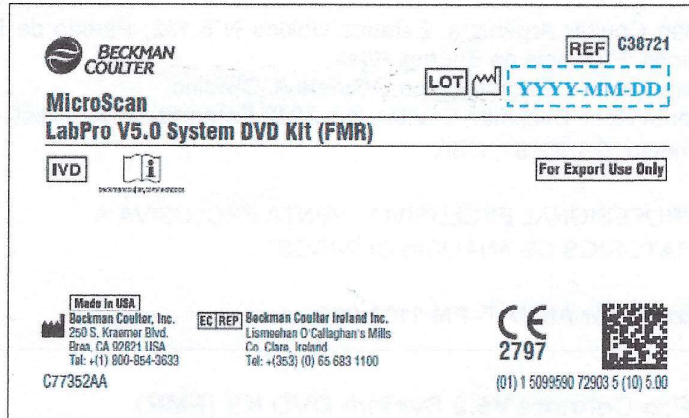 BECKMAN
COULTER
REF C38721
LOT YYYY-MM-DD
MicroScan
LabPro V5.0 System DVD Kit (FMR)
IVD
For Export Use Only
Made in USA
Beckman Coulter, Inc.
250 S. Kraemer Blvd.
Brea, CA 92821 USA
Tel: +(1) 800-854-3633
EC REP Beckman Coulter Ireland Inc.
Lismeehan O'Callaghan's Mills
Co. Clare, Ireland
Tel: +(353) (0) 65 683 1100
CE
2797
C77352AA
(01) 1 5099590 72903 5 (10) 5.00